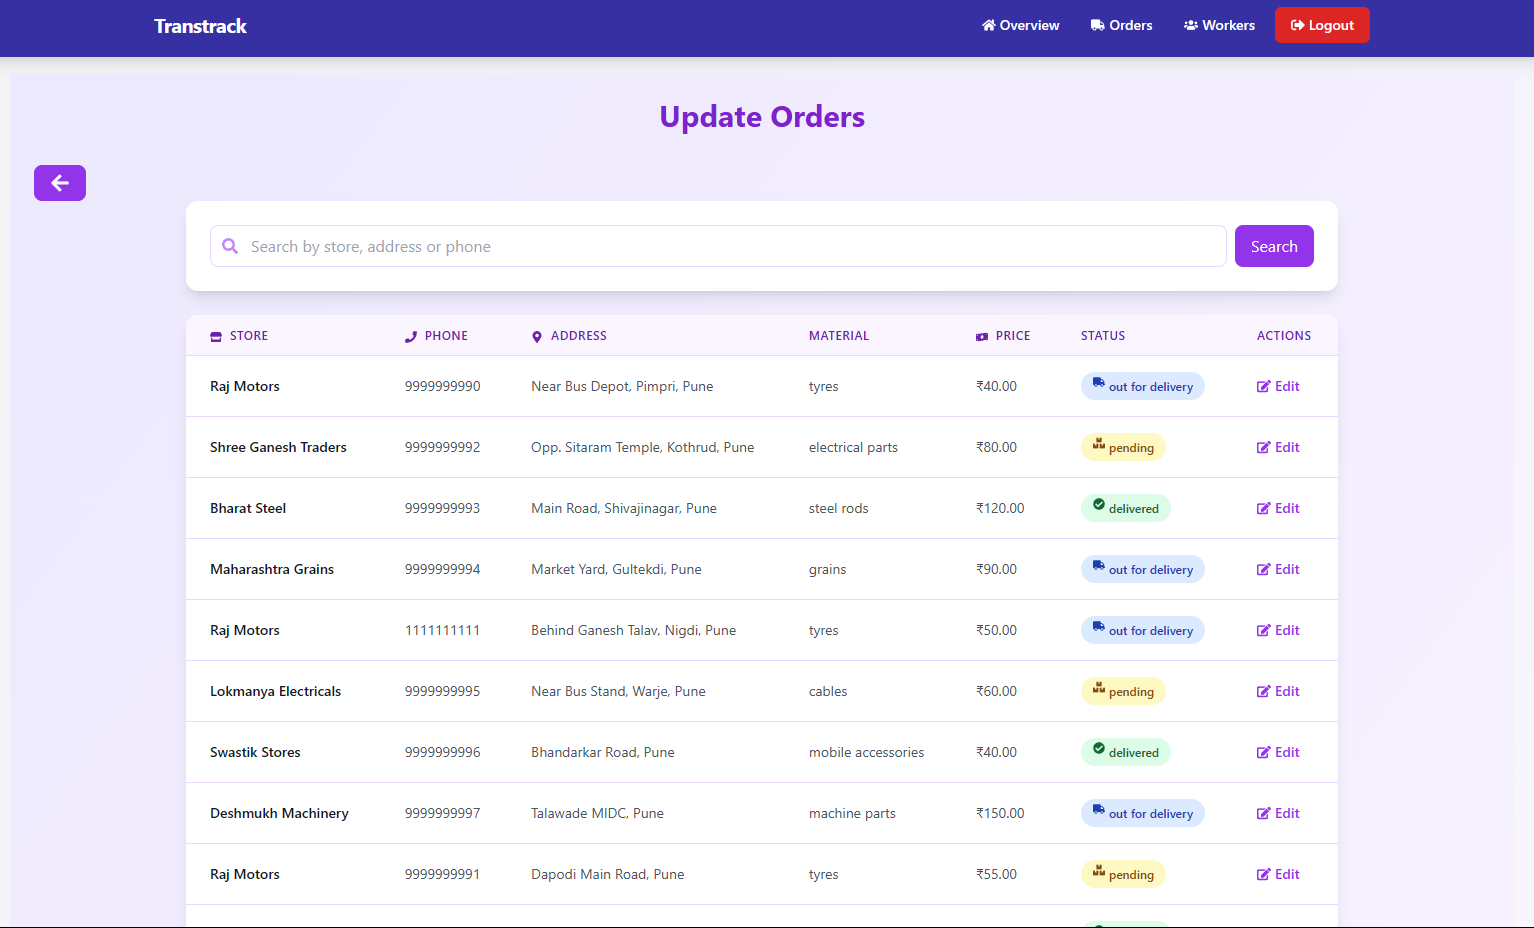 Transtrack Overview Orders Workers Logout
Update Orders
Search by store, address or phone Search
STORE PHONE ADDRESS MATERIAL PRICE STATUS ACTIONS
Raj Motors 9999999990 Near Bus Depot, Pimpri, Pune tyres ₹40.00 out for delivery Edit
Shree Ganesh Traders 9999999992 Opp. Sitaram Temple, Kothrud, Pune electrical parts ₹80.00 pending Edit
Bharat Steel 9999999993 Main Road, Shivajinagar, Pune steel rods ₹120.00 delivered Edit
Maharashtra Grains 9999999994 Market Yard, Gultekdi, Pune grains ₹90.00 out for delivery Edit
Raj Motors 1111111111 Behind Ganesh Talav, Nigdi, Pune tyres ₹50.00 out for delivery Edit
Lokmanya Electricals 9999999995 Near Bus Stand, Warje, Pune cables ₹60.00 pending Edit
Swastik Stores 9999999996 Bhandarkar Road, Pune mobile accessories ₹40.00 delivered Edit
Deshmukh Machinery 9999999997 Talawade MIDC, Pune machine parts ₹150.00 out for delivery Edit
Raj Motors 9999999991 Dapodi Main Road, Pune tyres ₹55.00 pending Edit